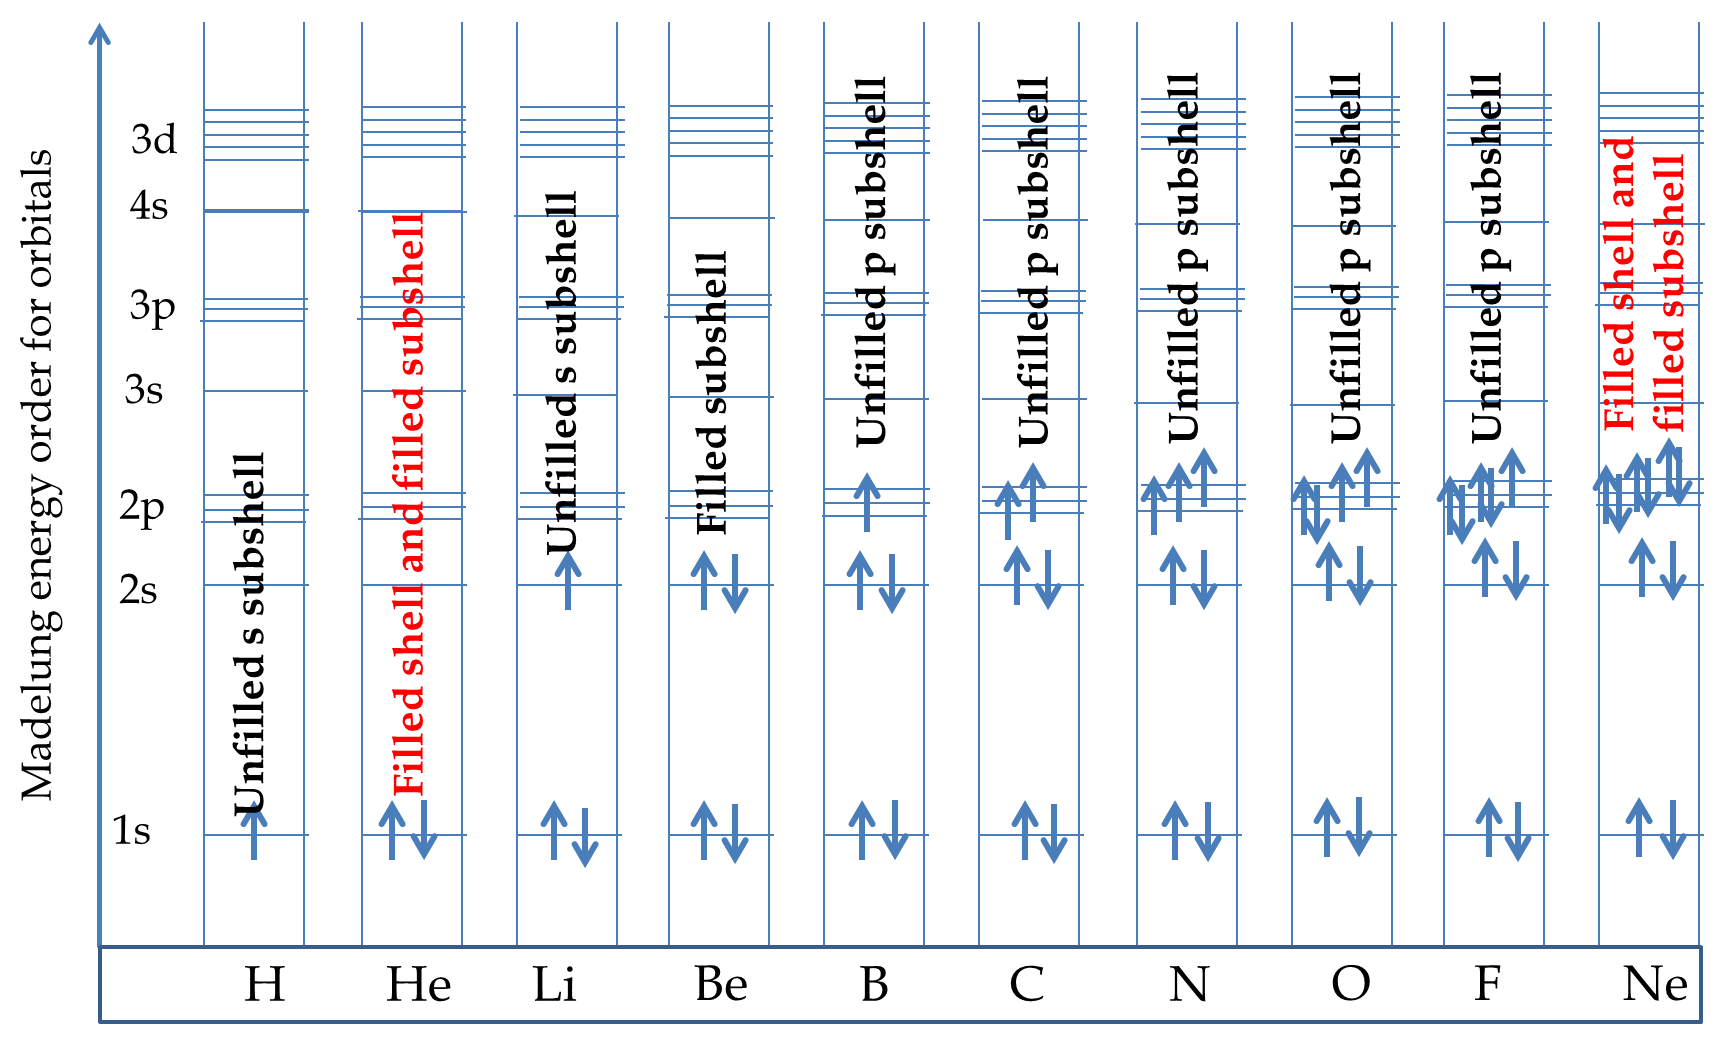 Madelung energy order for orbitals
3d
4s
3p
3s
2p
2s
1s
Unfilled s subshell
Filled shell and filled subshell
Unfilled s subshell
Filled subshell
Unfilled p subshell
Unfilled p subshell
Unfilled p subshell
Unfilled p subshell
Unfilled p subshell
Filled shell and
filled subshell
H He Li Be B C N O F Ne